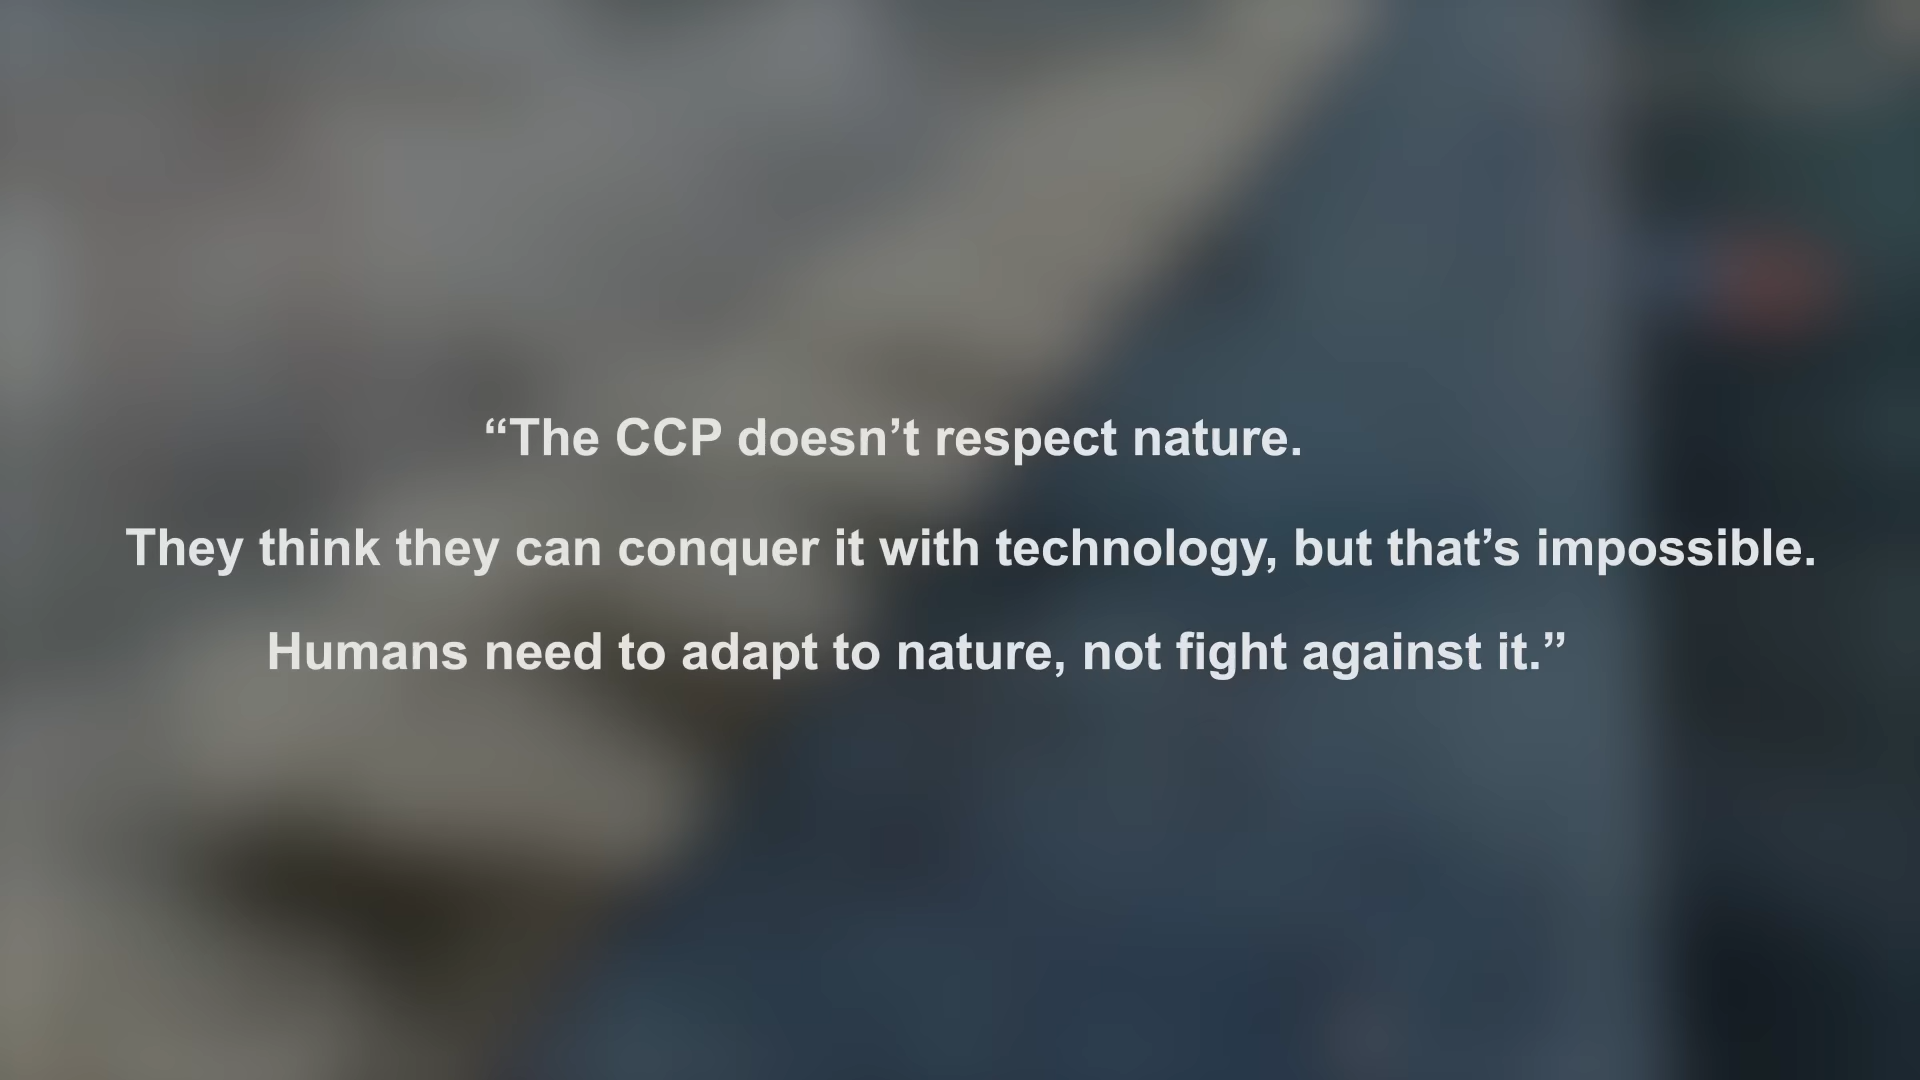 “The CCP doesn’t respect nature.
They think they can conquer it with technology, but that’s impossible.
Humans need to adapt to nature, not fight against it.”